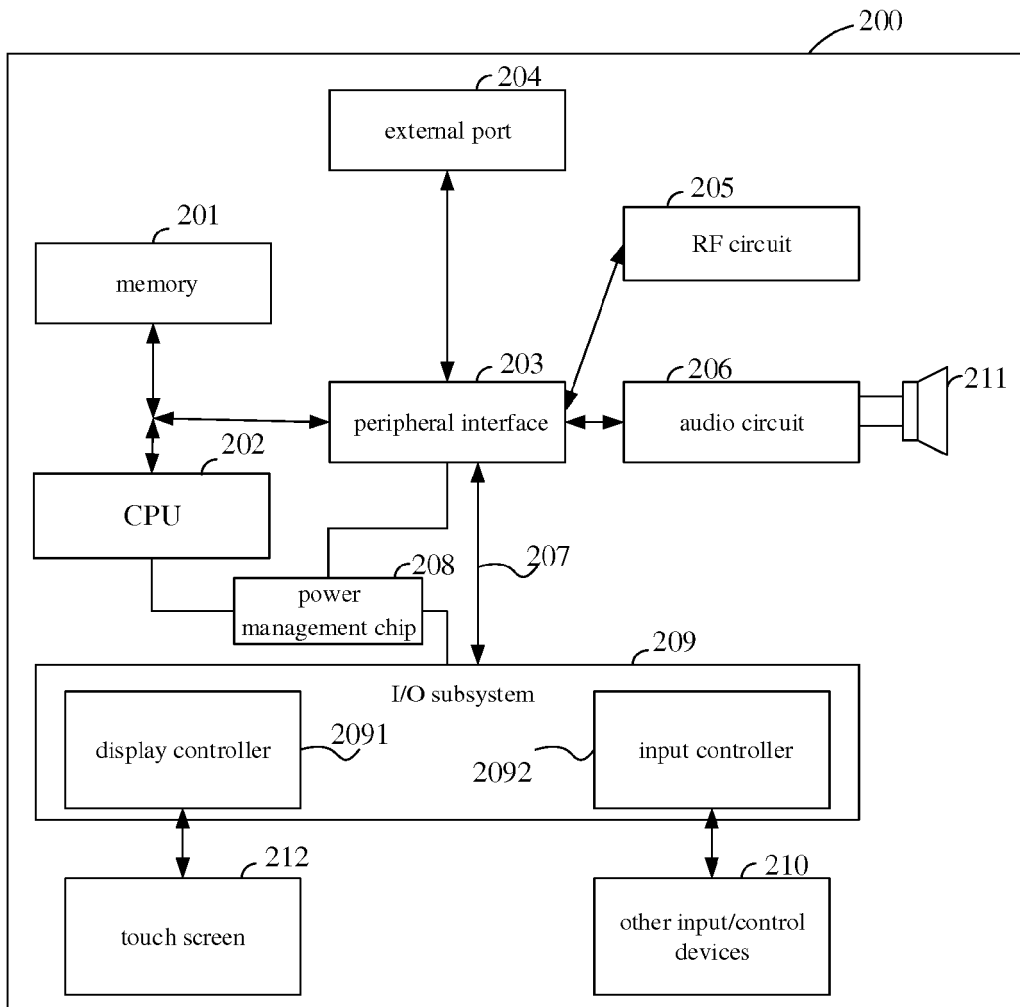 200
204
external port
205
RF circuit
201
memory
203
peripheral interface
206
audio circuit
211
202
CPU
207
208
power
management chip
209
I/O subsystem
display controller
2091
input controller
2092
212
touch screen
210
other input/control
devices